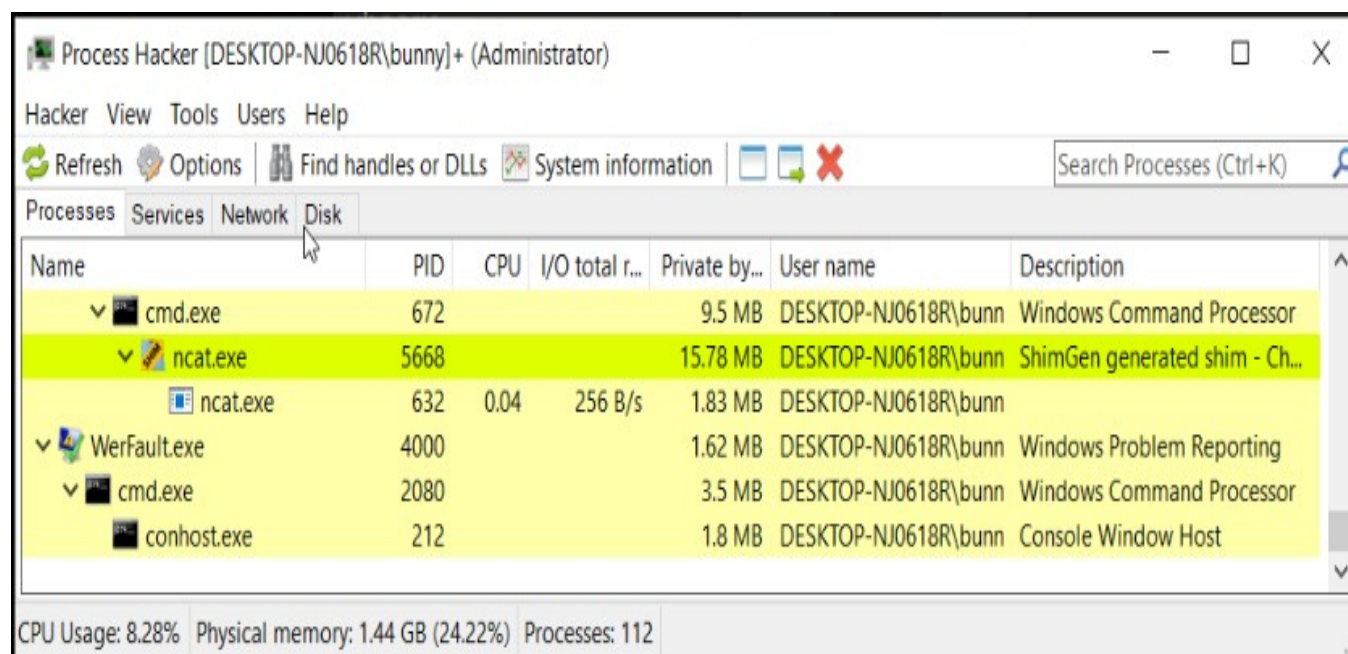 Process Hacker [DESKTOP-NJ0618R\bunny]+ (Administrator)
Hacker View Tools Users Help
Refresh Options Find handles or DLLs System information Search Processes (Ctrl+K)
Processes Services Network Disk
Name PID CPU I/O total r... Private by... User name Description
cmd.exe 672 9.5 MB DESKTOP-NJ0618R\bunn Windows Command Processor
ncat.exe 5668 15.78 MB DESKTOP-NJ0618R\bunn ShimGen generated shim - Ch...
ncat.exe 632 0.04 256 B/s 1.83 MB DESKTOP-NJ0618R\bunn
WerFault.exe 4000 1.62 MB DESKTOP-NJ0618R\bunn Windows Problem Reporting
cmd.exe 2080 3.5 MB DESKTOP-NJ0618R\bunn Windows Command Processor
conhost.exe 212 1.8 MB DESKTOP-NJ0618R\bunn Console Window Host
CPU Usage: 8.28% Physical memory: 1.44 GB (24.22%) Processes: 112